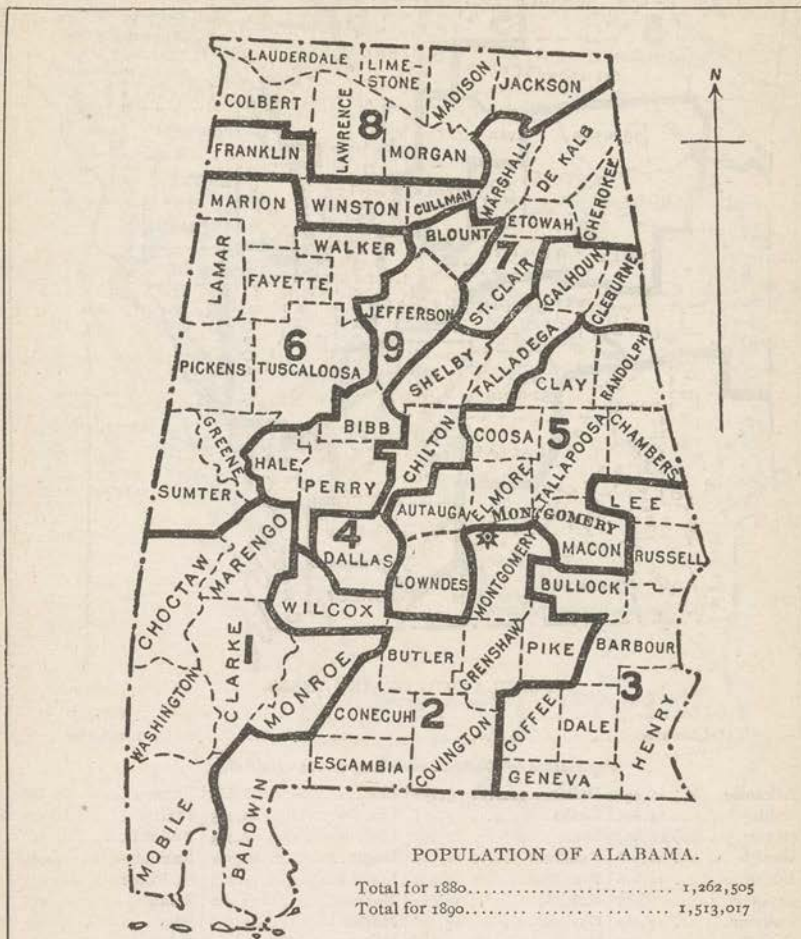 N
LAUDERDALE
LIME-
STONE
MADISON
JACKSON
COLBERT
LAWRENCE
8
MORGAN
FRANKLIN
MARSHALL
DE KALB
CHEROKEE
MARION
WINSTON
CULLMAN
ETOWAH
BLOUNT
WALKER
7
LAMAR
FAYETTE
ST. CLAIR
CALHOUN
CLEBURNE
JEFFERSON
6
9
PICKENS
TUSCALOOSA
SHELBY
TALLADEGA
CLAY
RANDOLPH
BIBB
COOSA
5
GREENE
HALE
CHILTON
TALLAPOOSA
CHAMBERS
SUMTER
PERRY
AUTAUGA
ELMORE
LEE
MONTGOMERY
4
MACON
RUSSELL
DALLAS
MARENGO
LOWNDES
MONTGOMERY
BULLOCK
CHOCTAW
WILCOX
CLARKE
1
BUTLER
CRENSHAW
PIKE
BARBOUR
MONROE
3
WASHINGTON
CONECUH
2
COFFEE
DALE
HENRY
ESCAMBIA
COVINGTON
GENEVA
MOBILE
BALDWIN
POPULATION OF ALABAMA.
Total for 1880........................... 1,262,505
Total for 1890........ .............. .... 1,513,017